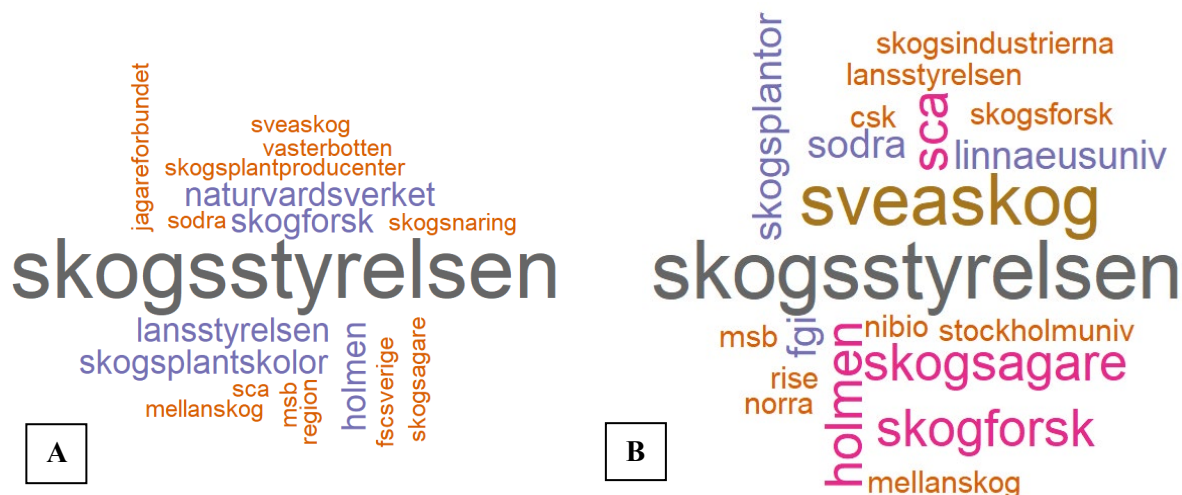 jagareforbundet
sveaskog
vasterbotten
skogsplantproducenter
naturvardsverket
sodra
skogforsk
skogsnaring
skogsstyrelsen
lansstyrelsen
skogsplantskolor
sca
mellanskog
msb
region
holmen
fscsverige
skogsagare
A
skogsplantor
skogsindustrierna
lansstyrelsen
csk
sca
skogsforsk
sodra
linnaeusuniv
sveaskog
skogsstyrelsen
msb
fgi
nibio
stockholmuniv
holmen
skogsagare
rise
norra
skogforsk
mellanskog
B